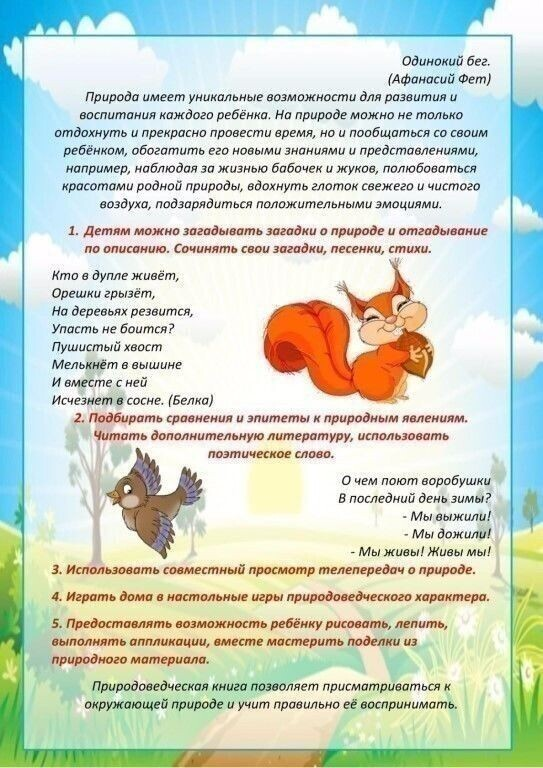 Одинокий бег.
(Афанасий Фет)
Природа имеет уникальные возможности для развития и
воспитания каждого ребёнка. На природе можно не только
отдохнуть и прекрасно провести время, но и пообщаться со своим
ребёнком, обогатить его новыми знаниями и представлениями,
например, наблюдая за жизнью бабочек и жуков, полюбоваться
красотами родной природы, вдохнуть глоток свежего и чистого
воздуха, подзарядиться положительными эмоциями.
1. Детям можно загадывать загадки о природе и отгадывание
по описанию. Сочинять свои загадки, песенки, стихи.
Кто в дупле живёт,
Орешки грызёт,
На деревьях резвится,
Упасть не боится?
Пушистый хвост
Мелькнёт в вышине
И вместе с ней
Исчезнет в сосне. (Белка)
2. Подбирать сравнения и эпитеты к природным явлениям.
Читать дополнительную литературу, использовать
поэтическое слово.
О чем поют воробушки
В последний день зимы?
- Мы выжили!
- Мы дожили!
- Мы живы! Живы мы!
3. Использовать совместный просмотр телепередач о природе.
4. Играть дома в настольные игры природоведческого характера.
5. Предоставлять возможность ребёнку рисовать, лепить,
выполнять аппликации, вместе мастерить поделки из
природного материала.
Природоведческая книга позволяет присматриваться к
окружающей природе и учит правильно её воспринимать.